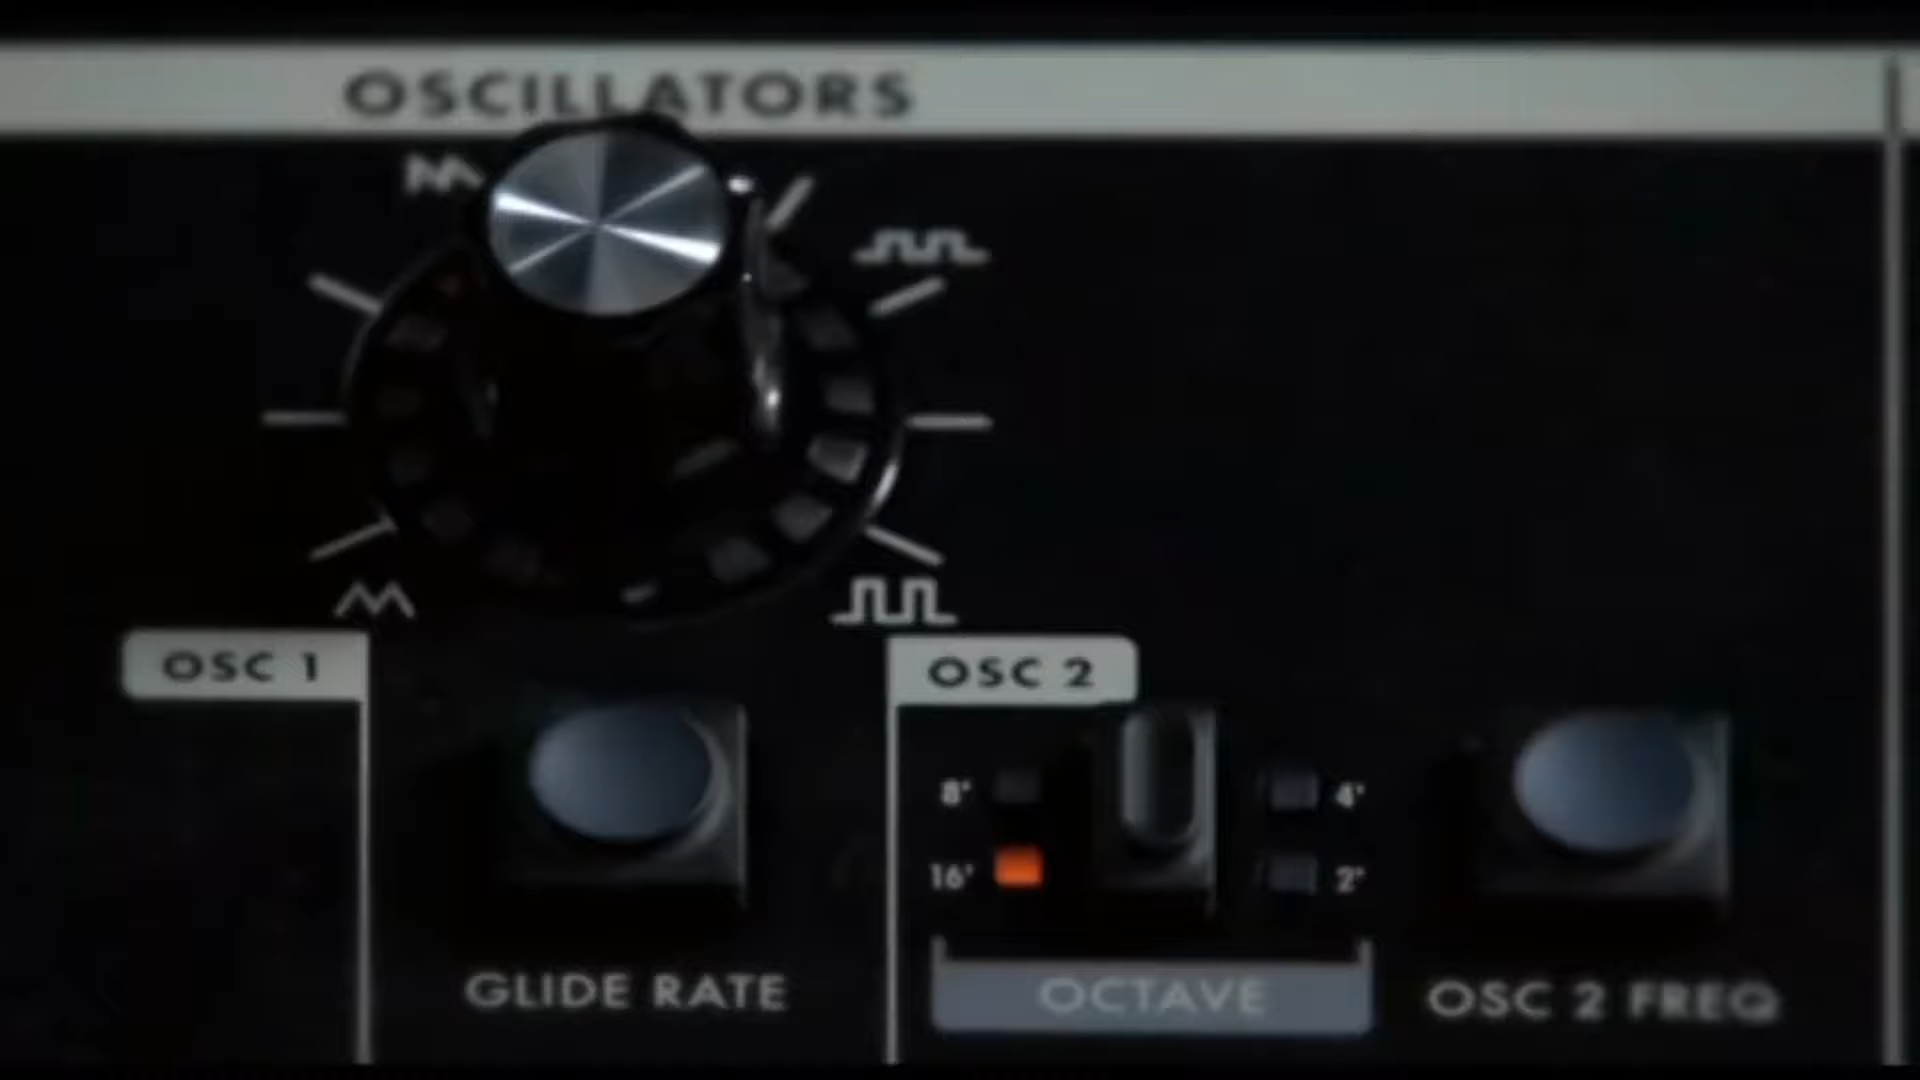 OSCILLATORS
OSC 1
OSC 2
8'
4'
16'
2'
GLIDE RATE
OCTAVE
OSC 2 FREQ